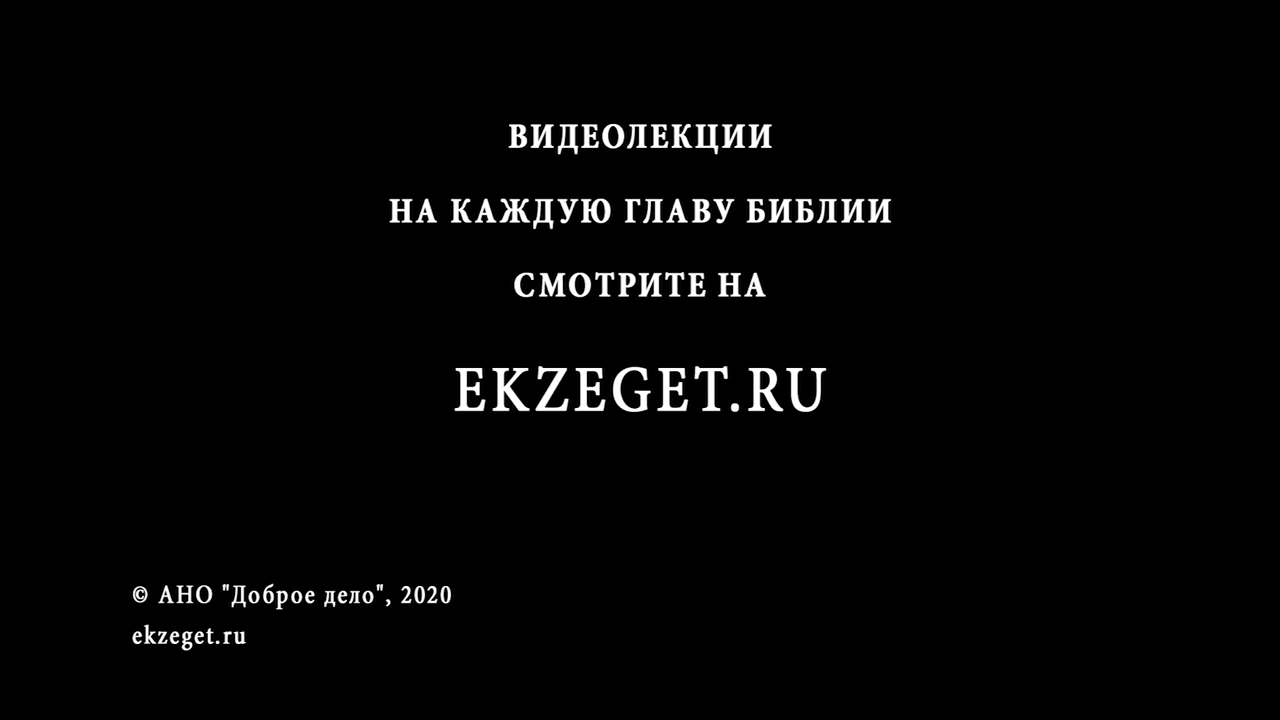 ВИДЕОЛЕКЦИИ
НА КАЖДУЮ ГЛАВУ БИБЛИИ
СМОТРИТЕ НА
EKZEGET.RU
© АНО "Доброе дело", 2020
ekzeget.ru